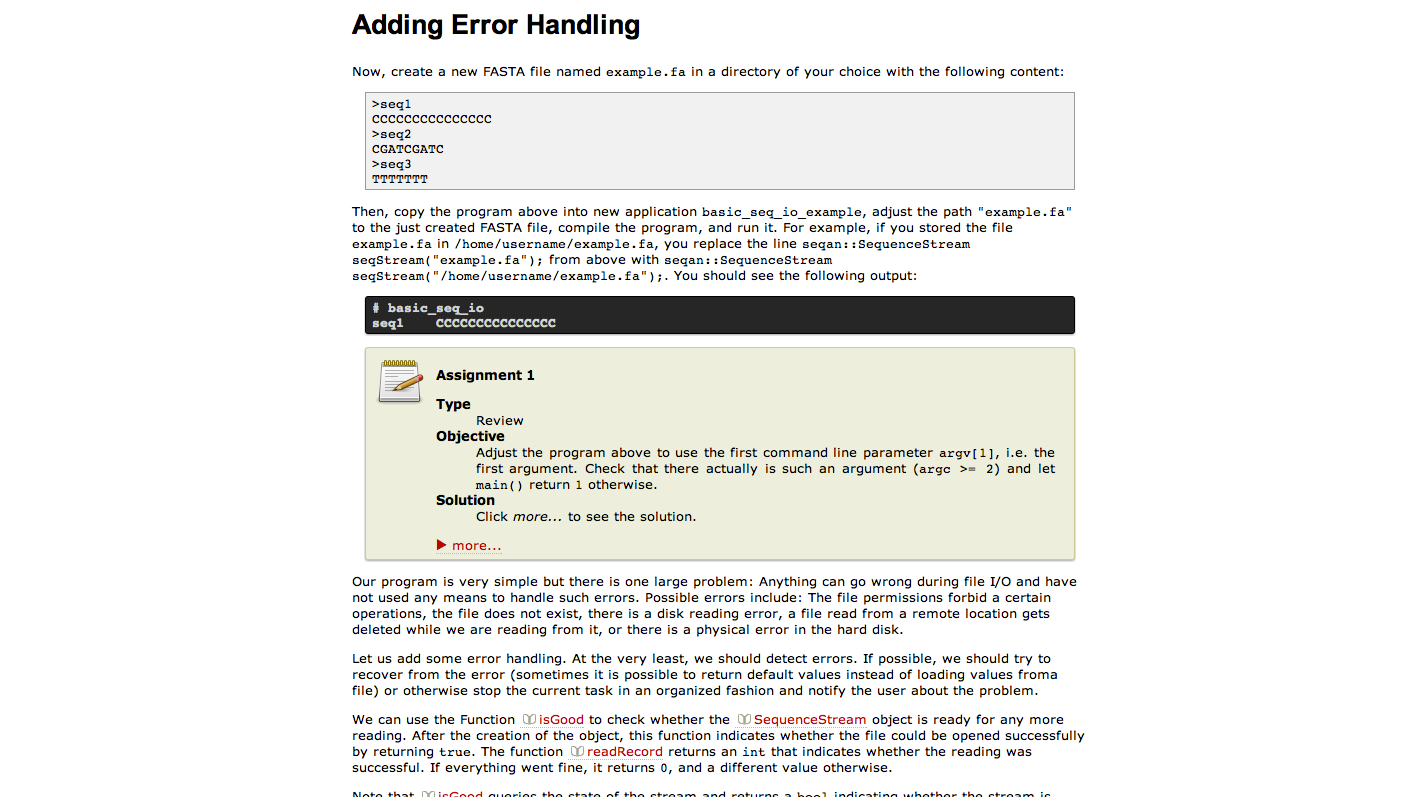 Adding Error Handling
Now, create a new FASTA file named example.fa in a directory of your choice with the following content:
>seq1
CCCCCCCCCCCCCCC
>seq2
CGATCGATC
>seq3
TTTTTTT
Then, copy the program above into new application basic_seq_io_example, adjust the path "example.fa"
to the just created FASTA file, compile the program, and run it. For example, if you stored the file
example.fa in /home/username/example.fa, you replace the line seqan::SequenceStream
seqStream("example.fa"); from above with seqan::SequenceStream
seqStream("/home/username/example.fa");. You should see the following output:
# basic_seq_io
seq1    CCCCCCCCCCCCCCC
Assignment 1
Type
Review
Objective
Adjust the program above to use the first command line parameter argv[1], i.e. the
first argument. Check that there actually is such an argument (argc >= 2) and let
main() return 1 otherwise.
Solution
Click more... to see the solution.
▶ more...
Our program is very simple but there is one large problem: Anything can go wrong during file I/O and have
not used any means to handle such errors. Possible errors include: The file permissions forbid a certain
operations, the file does not exist, there is a disk reading error, a file read from a remote location gets
deleted while we are reading from it, or there is a physical error in the hard disk.
Let us add some error handling. At the very least, we should detect errors. If possible, we should try to
recover from the error (sometimes it is possible to return default values instead of loading values froma
file) or otherwise stop the current task in an organized fashion and notify the user about the problem.
We can use the Function isGood to check whether the SequenceStream object is ready for any more
reading. After the creation of the object, this function indicates whether the file could be opened successfully
by returning true. The function readRecord returns an int that indicates whether the reading was
successful. If everything went fine, it returns 0, and a different value otherwise.
Note that isGood queries the state of the stream and returns a bool indicating whether the stream is